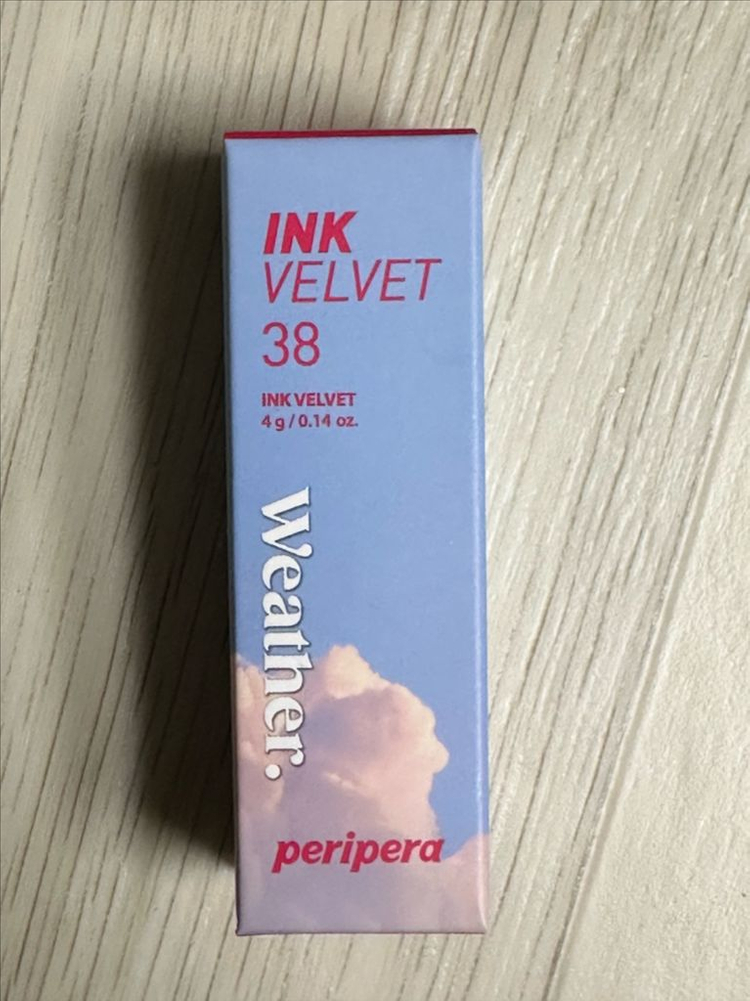 INK
VELVET
38
INK VELVET
4 g / 0.14 oz.
Weather.
peripera